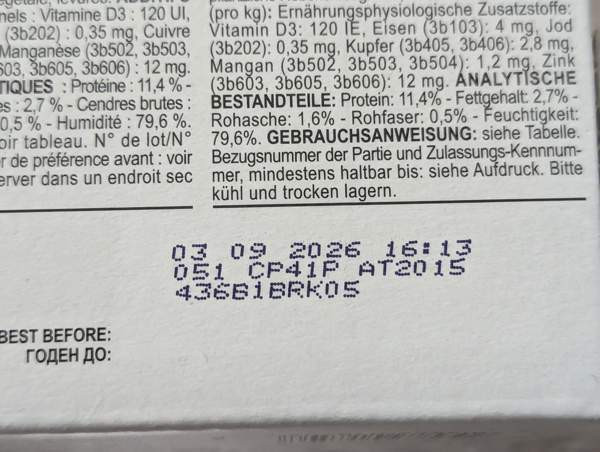 nels : Vitamine D3 : 120 UI,
(3b202) : 0,35 mg, Cuivre
Manganèse (3b502, 3b503,
603, 3b605, 3b606) : 12 mg.
TIQUES : Protéine : 11,4 % -
es : 2,7 % - Cendres brutes :
0,5 % - Humidité : 79,6 %.
oir tableau. N° de lot/N°
r de préférence avant : voir
erver dans un endroit sec
(pro kg): Ernährungsphysiologische Zusatzstoffe:
Vitamin D3: 120 IE, Eisen (3b103): 4 mg, Jod
(3b202): 0,35 mg, Kupfer (3b405, 3b406): 2,8 mg,
Mangan (3b502, 3b503, 3b504): 1,2 mg, Zink
(3b603, 3b605, 3b606): 12 mg. ANALYTISCHE
BESTANDTEILE: Protein: 11,4% - Fettgehalt: 2,7% -
Rohasche: 1,6% - Rohfaser: 0,5% - Feuchtigkeit:
79,6%. GEBRAUCHSANWEISUNG: siehe Tabelle.
Bezugsnummer der Partie und Zulassungs-Kennnum-
mer, mindestens haltbar bis: siehe Aufdruck. Bitte
kühl und trocken lagern.
03 09 2026 16:13
051 CP41P AT2015
436B1BRK05
BEST BEFORE:
ГОДЕН ДО: